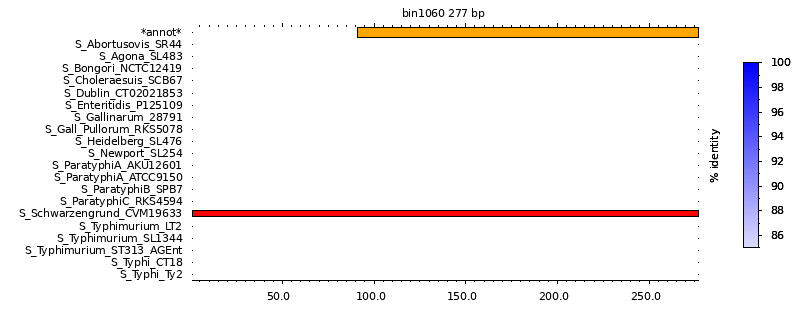 bin1060 277 bp
*annot*
S_Abortusovis_SR44
S_Agona_SL483
S_Bongori_NCTC12419
S_Choleraesuis_SCB67
S_Dublin_CT02021853
S_Enteritidis_P125109
S_Gallinarum_28791
S_Gall_Pullorum_RKS5078
S_Heidelberg_SL476
S_Newport_SL254
S_ParatyphiA_AKU12601
S_ParatyphiA_ATCC9150
S_ParatyphiB_SPB7
S_ParatyphiC_RKS4594
S_Schwarzengrund_CVM19633
S_Typhimurium_LT2
S_Typhimurium_SL1344
S_Typhimurium_ST313_AGEnt
S_Typhi_CT18
S_Typhi_Ty2
50.0 100.0 150.0 200.0 250.0
% identity
100
98
96
94
92
90
88
86